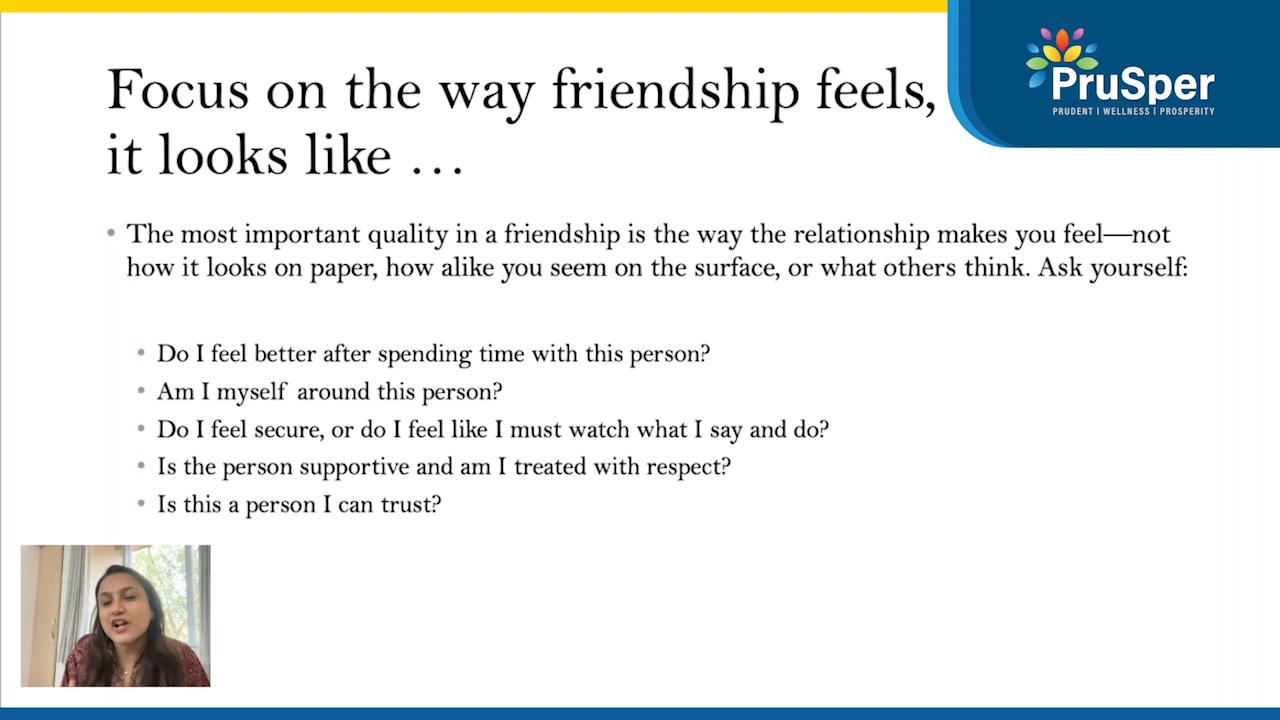 Focus on the way friendship feels,
it looks like …
PruSper
PRUDENT | WELLNESS | PROSPERITY
• The most important quality in a friendship is the way the relationship makes you feel—not
how it looks on paper, how alike you seem on the surface, or what others think. Ask yourself:
• Do I feel better after spending time with this person?
• Am I myself around this person?
• Do I feel secure, or do I feel like I must watch what I say and do?
• Is the person supportive and am I treated with respect?
• Is this a person I can trust?